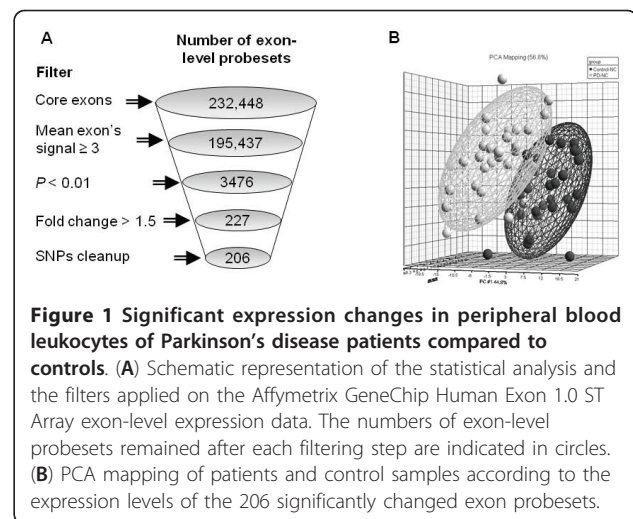 A
Number of exon-
level probesets
Filter
Core exons
232,448
Mean exon's
signal ≥ 3
195,437
P < 0.01
3476
Fold change > 1.5
227
SNPs cleanup
206
B
PCA Mapping (56.8%)
group
Control-NC
PD-NC
Figure 1 Significant expression changes in peripheral blood
leukocytes of Parkinson's disease patients compared to
controls. (A) Schematic representation of the statistical analysis and
the filters applied on the Affymetrix GeneChip Human Exon 1.0 ST
Array exon-level expression data. The numbers of exon-level
probesets remained after each filtering step are indicated in circles.
(B) PCA mapping of patients and control samples according to the
expression levels of the 206 significantly changed exon probesets.